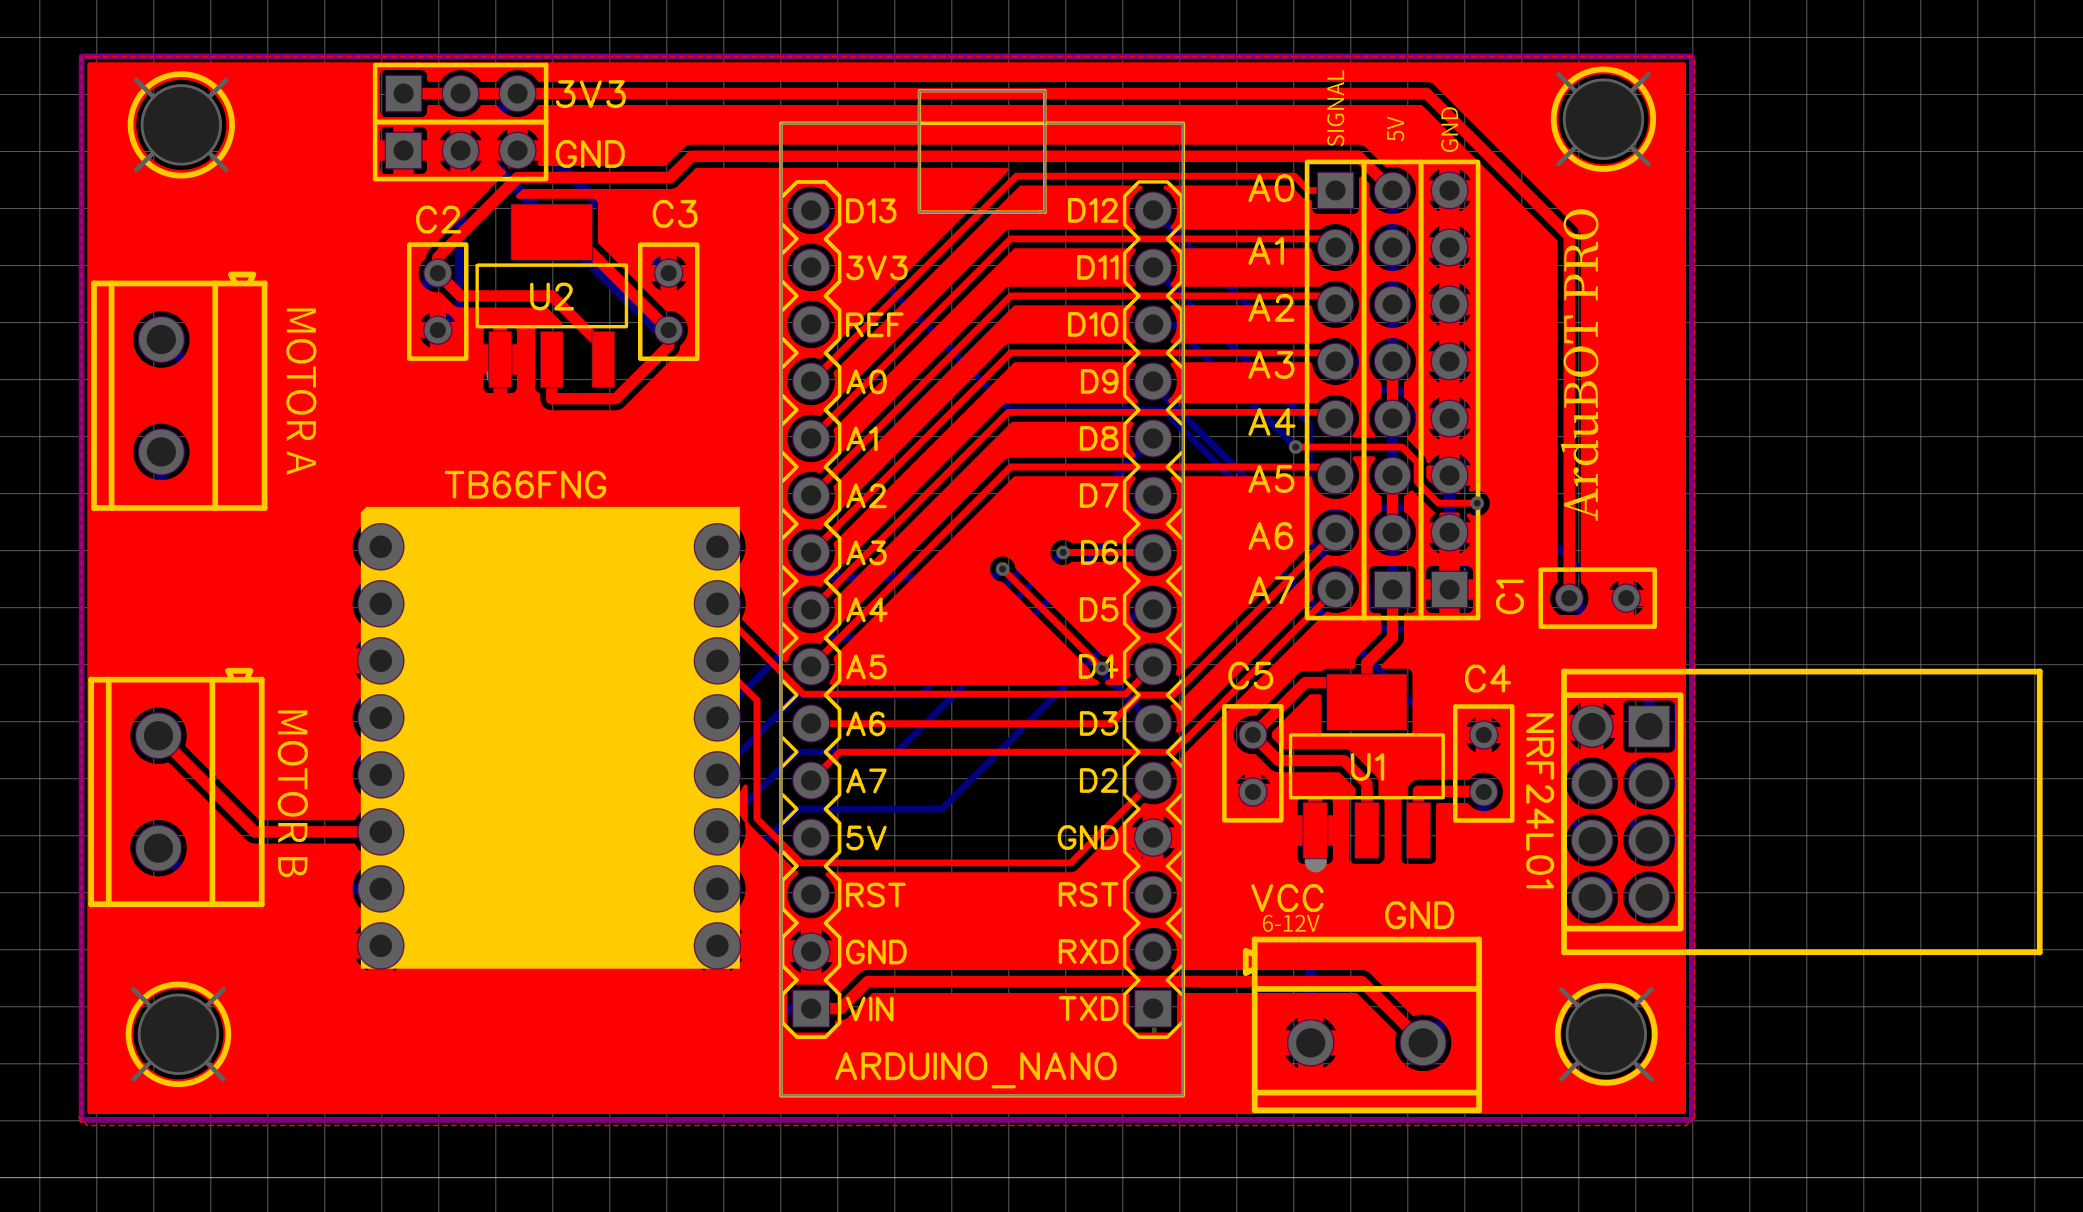 3V3
GND
SIGNAL
5V
GND
C2
C3
U2
MOTOR A
TB66FNG
MOTOR B
D13
3V3
REF
A0
A1
A2
A3
A4
A5
A6
A7
5V
RST
GND
VIN
D12
D11
D10
D9
D8
D7
D6
D5
D4
D3
D2
GND
RST
RXD
TXD
ARDUINO_NANO
A0
A1
A2
A3
A4
A5
A6
A7
ArduBOT PRO
C1
C5
C4
U1
NRF24L01
VCC
6-12V
GND